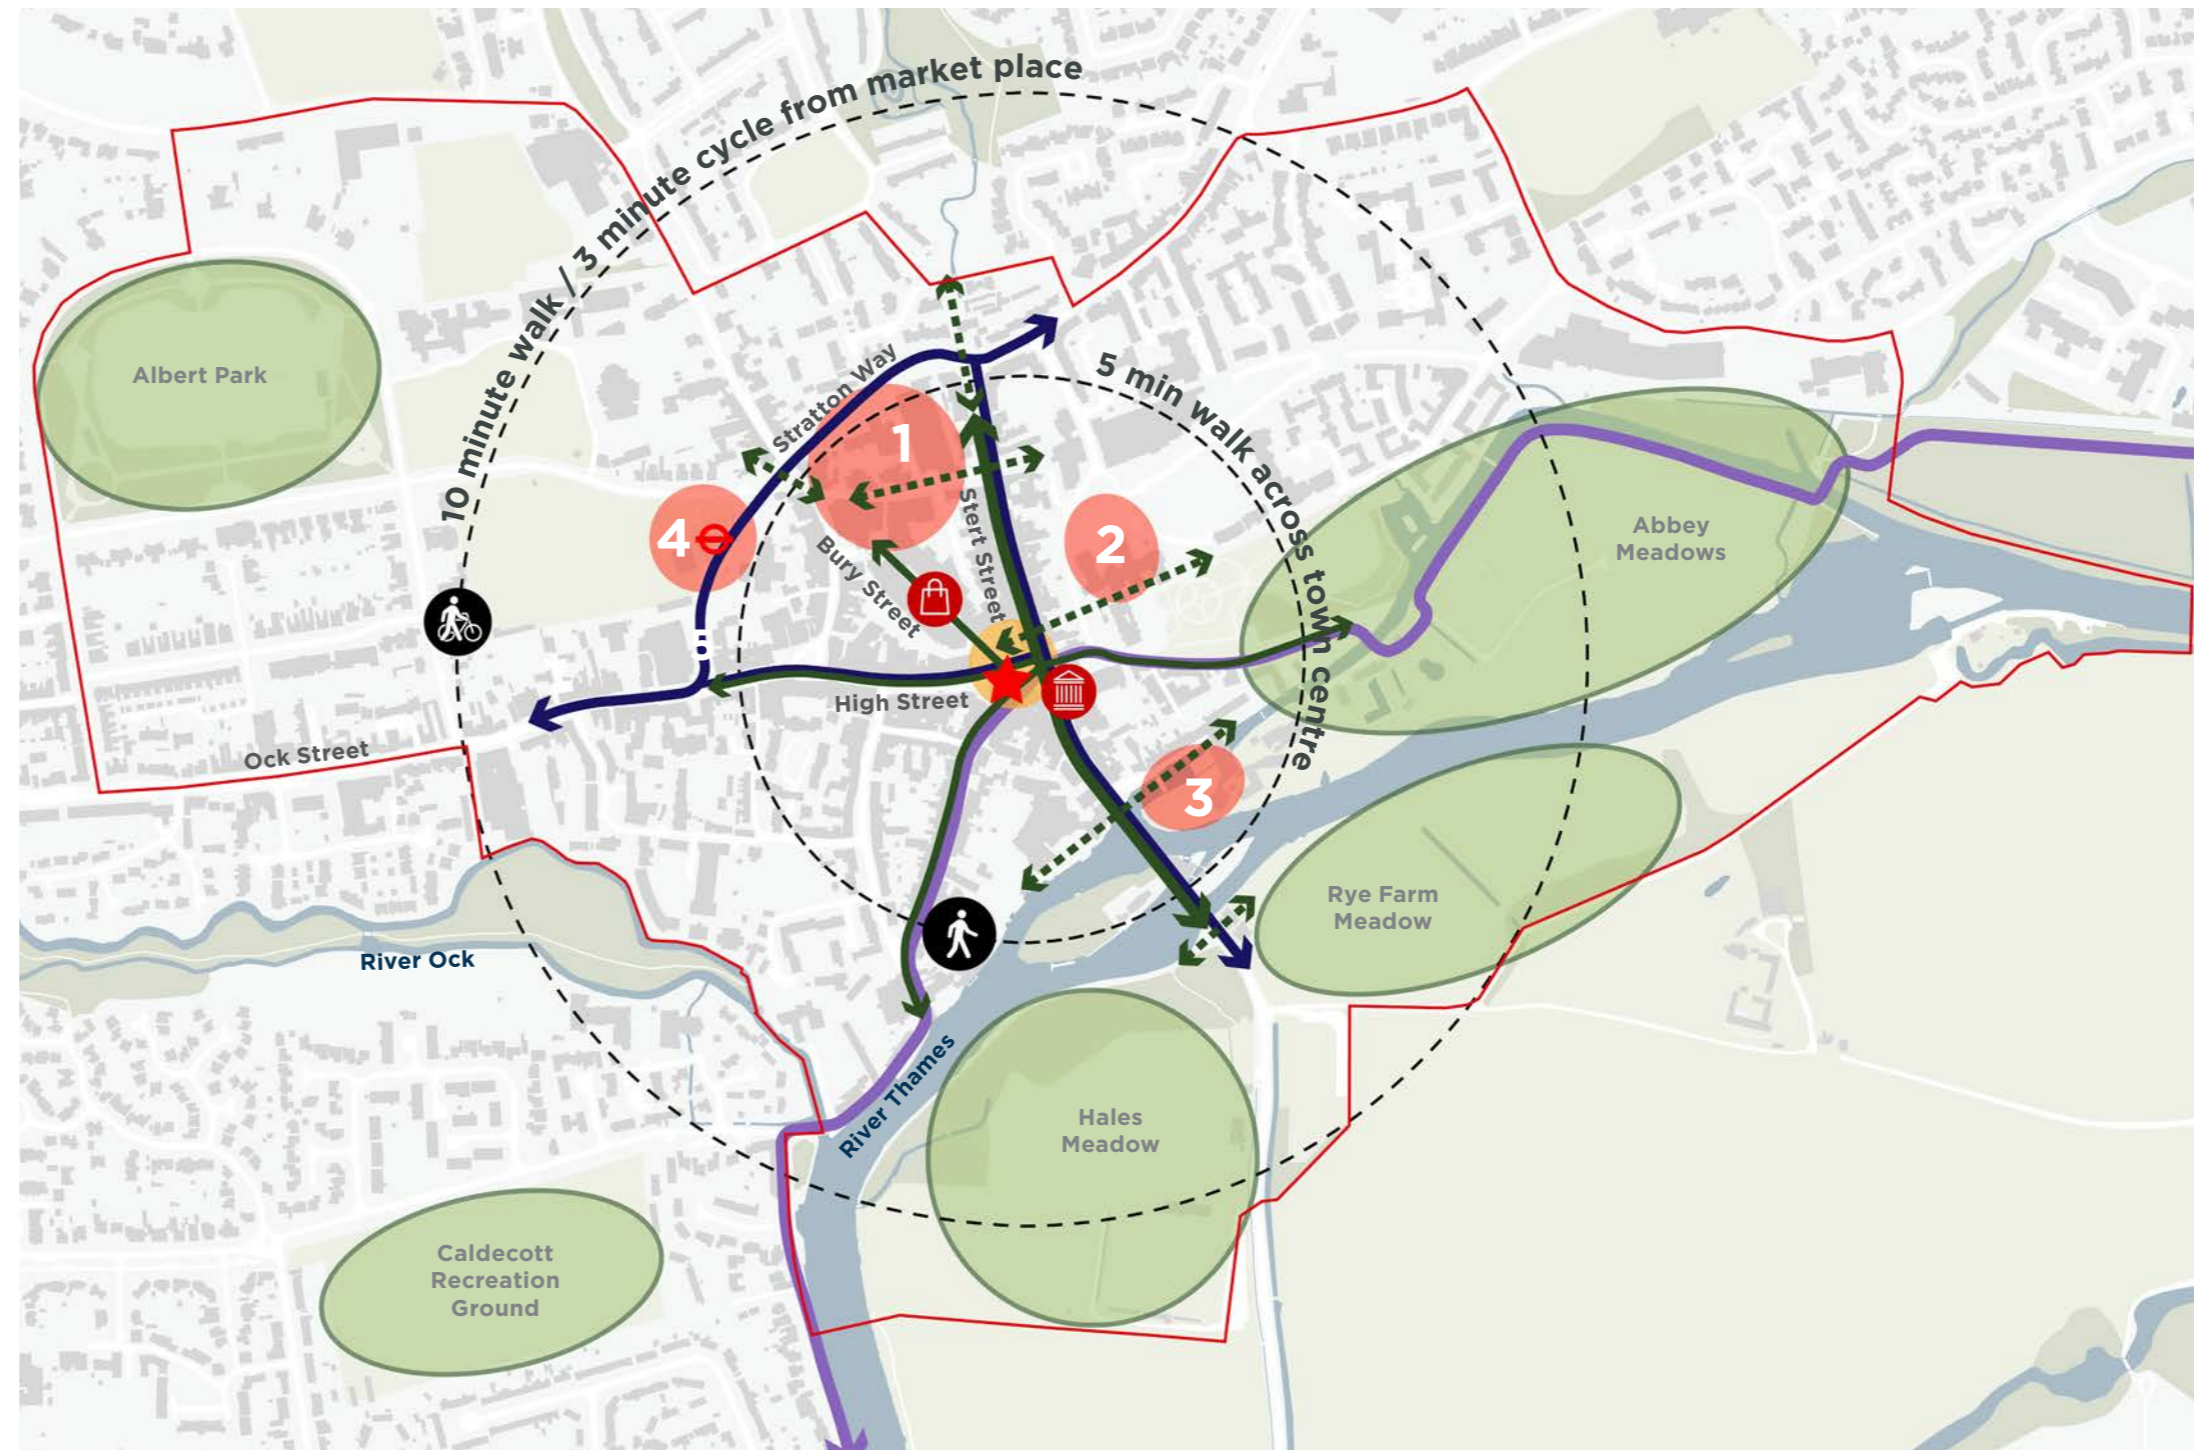 10 minute walk / 3 minute cycle from market place
5 min walk across town centre
Albert Park
Stratton Way
1
Stert Street
4
2
Bury Street
Abbey
Meadows
B
High Street
Ock Street
3
Rye Farm
Meadow
River Ock
River Thames
Hales
Meadow
Caldecott
Recreation
Ground